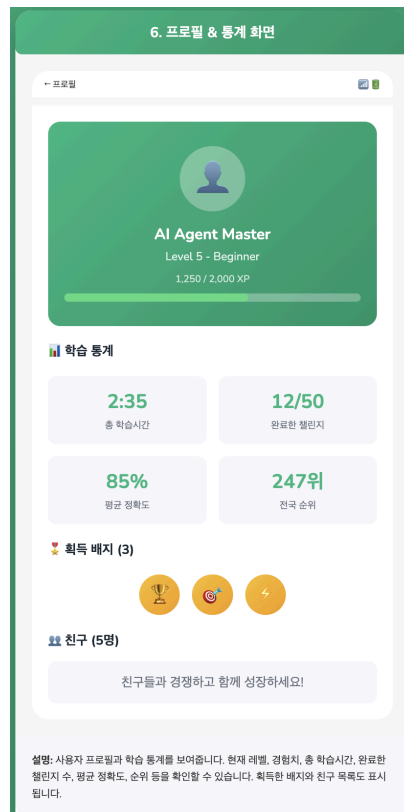 6. 프로필 & 통계 화면
←프로필
AI Agent Master
Level 5 - Beginner
1,250 / 2,000 XP
학습 통계
2:35
총 학습시간
12/50
완료한 챌린지
85%
평균 정확도
247위
전국 순위
획득 배지 (3)
친구 (5명)
친구들과 경쟁하고 함께 성장하세요!
설명: 사용자 프로필과 학습 통계를 보여줍니다. 현재 레벨, 경험치, 총 학습시간, 완료한
챌린지 수, 평균 정확도, 순위 등을 확인할 수 있습니다. 획득한 배지와 친구 목록도 표시
됩니다.